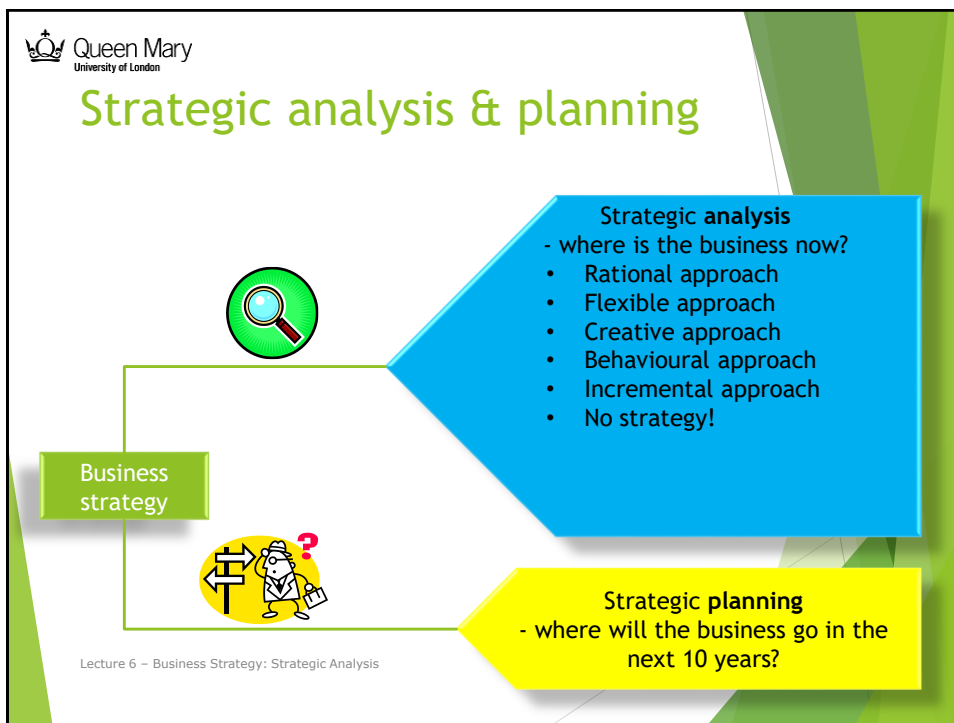 Queen Mary
University of London
Strategic analysis & planning
Strategic analysis
- where is the business now?
• Rational approach
• Flexible approach
• Creative approach
• Behavioural approach
• Incremental approach
• No strategy!
Business
strategy
?
Strategic planning
- where will the business go in the
next 10 years?
Lecture 6 – Business Strategy: Strategic Analysis